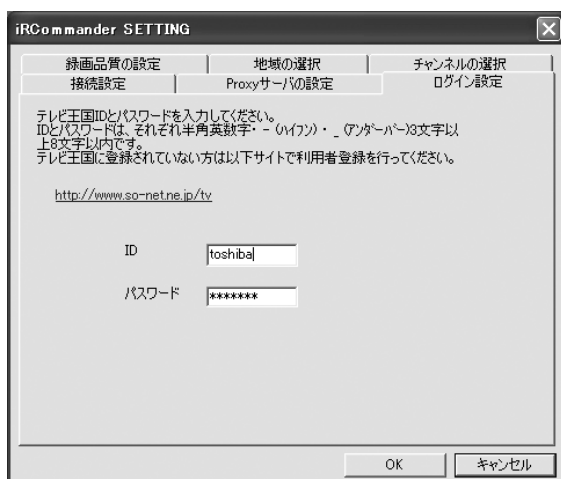 iRCommander SETTING
録画品質の設定
地域の選択
チャンネルの選択
接続設定
Proxyサーバの設定
ログイン設定
テレビ王国IDとパスワードを入力してください。
IDとパスワードは、それぞれ半角英数字・ - (ハイフン)・ _ (アンダーバー)3文字以
上8文字以内です。
テレビ王国に登録されていない方は以下サイトで利用者登録を行ってください。
http://www.so-net.ne.jp/tv
ID
toshiba
パスワード
*******
OK
キャンセル